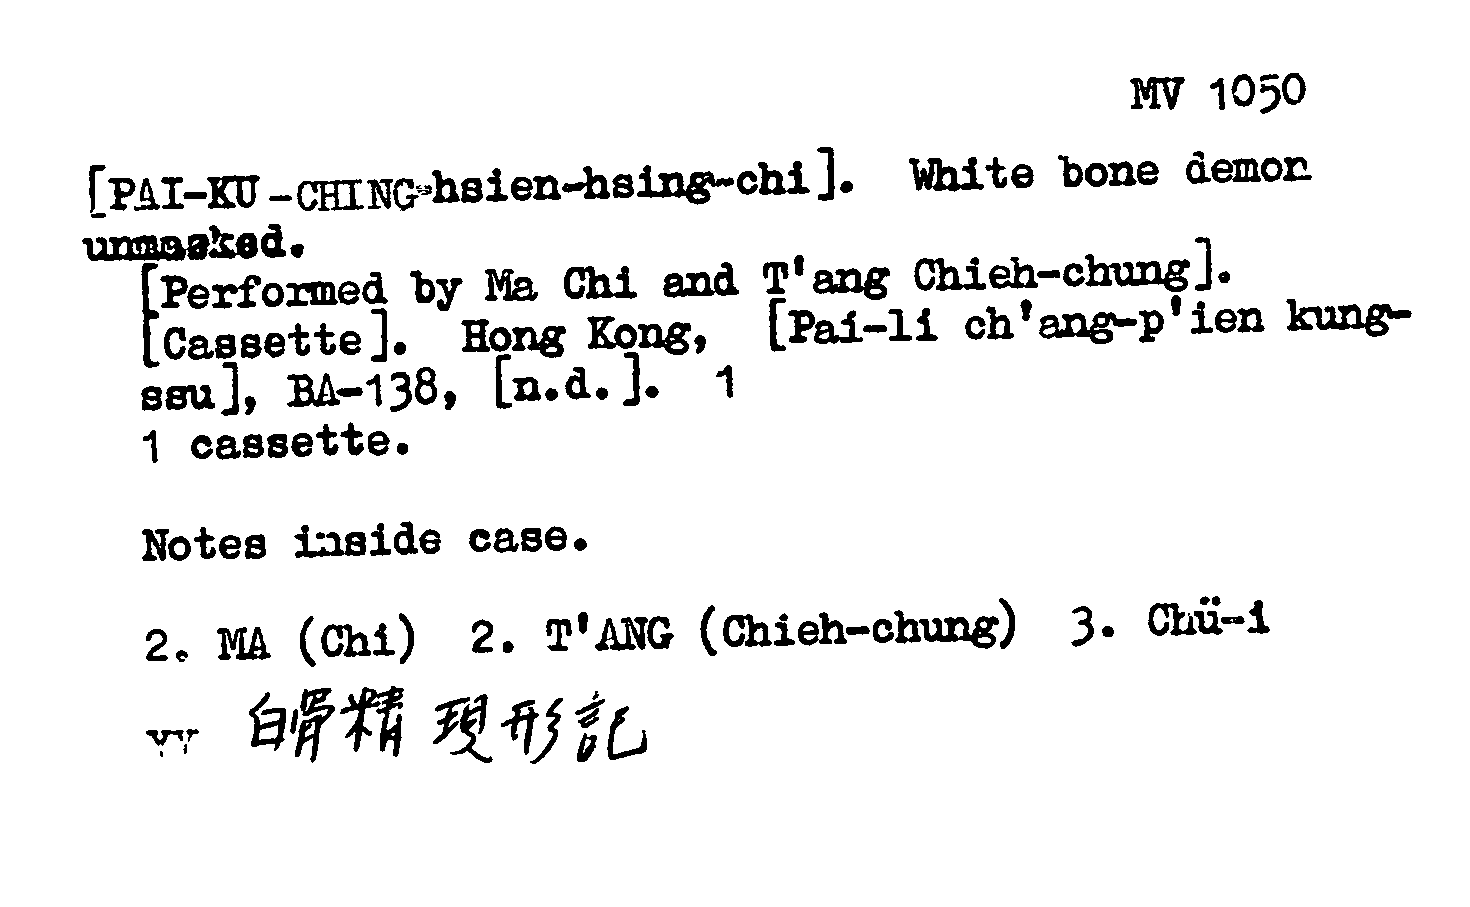 MV 1050
[PAI-KU-CHING-hsien-hsing-chi]. White bone demon
unmasked.
[Performed by Ma Chi and T'ang Chieh-chung].
[Cassette]. Hong Kong, [Pai-li ch'ang-p'ien kung-
ssu], BA-138, [n.d.]. 1
1 cassette.
Notes inside case.
2. MA (Chi) 2. T'ANG (Chieh-chung) 3. Chü-i
白骨精現形記